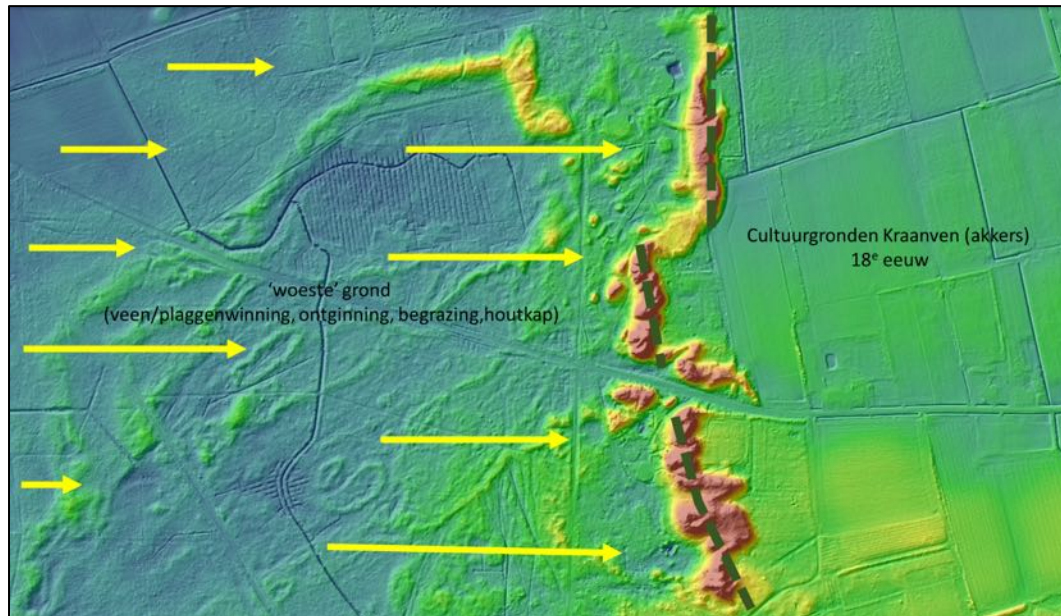 Cultuurgronden Kraanven (akkers)
18e eeuw
'woeste' grond
(veen/plaggenwinning, ontginning, begrazing,houtkap)